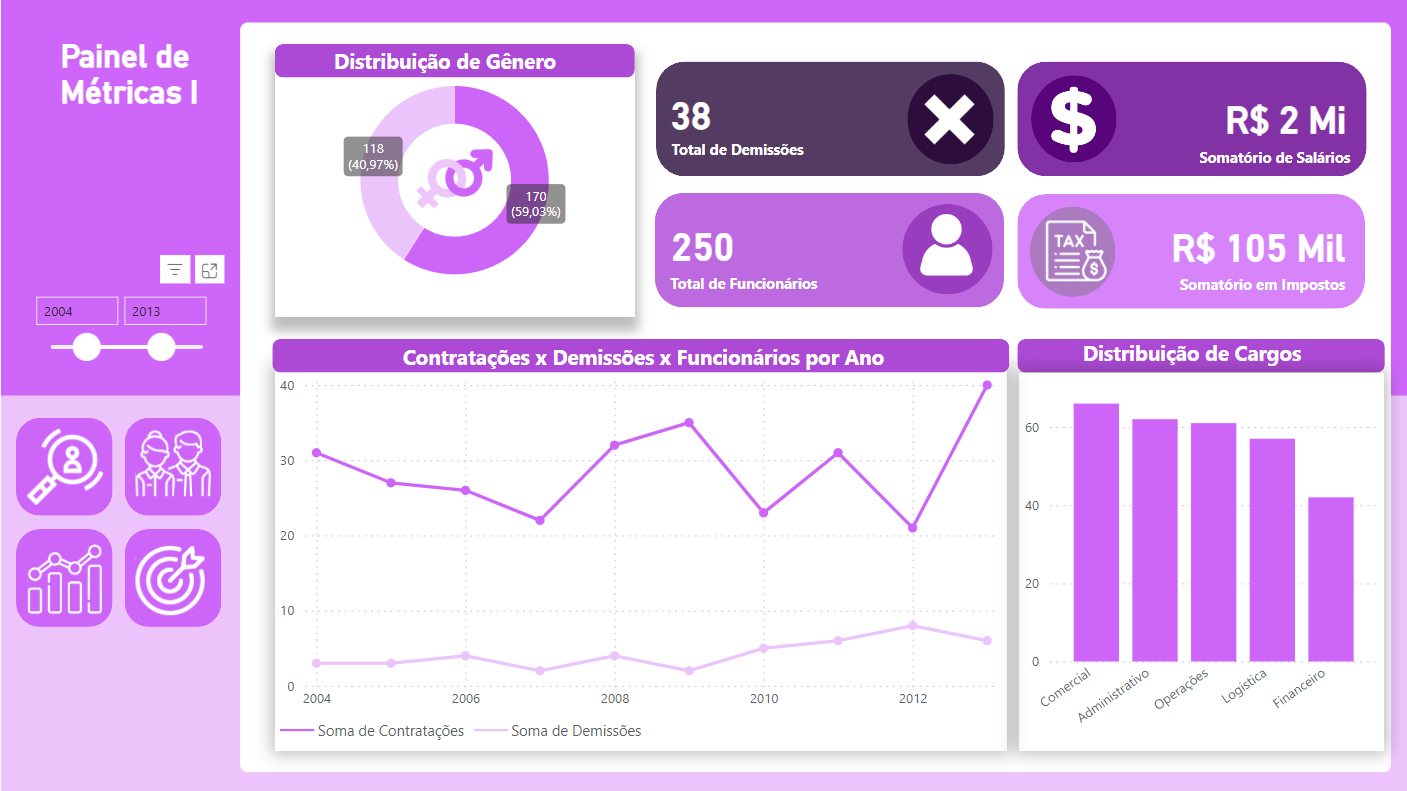 Painel de
Métricas I
2004
2013
Distribuição de Gênero
118
(40,97%)
170
(59,03%)
38
Total de Demissões
R$ 2 Mi
Somatório de Salários
250
Total de Funcionários
TAX
$
R$ 105 Mil
Somatório em Impostos
Contratações x Demissões x Funcionários por Ano
40
30
20
10
0
2004
2006
2008
2010
2012
Soma de Contratações
Soma de Demissões
Distribuição de Cargos
60
40
20
0
Comercial
Administrativo
Operações
Logística
Financeiro